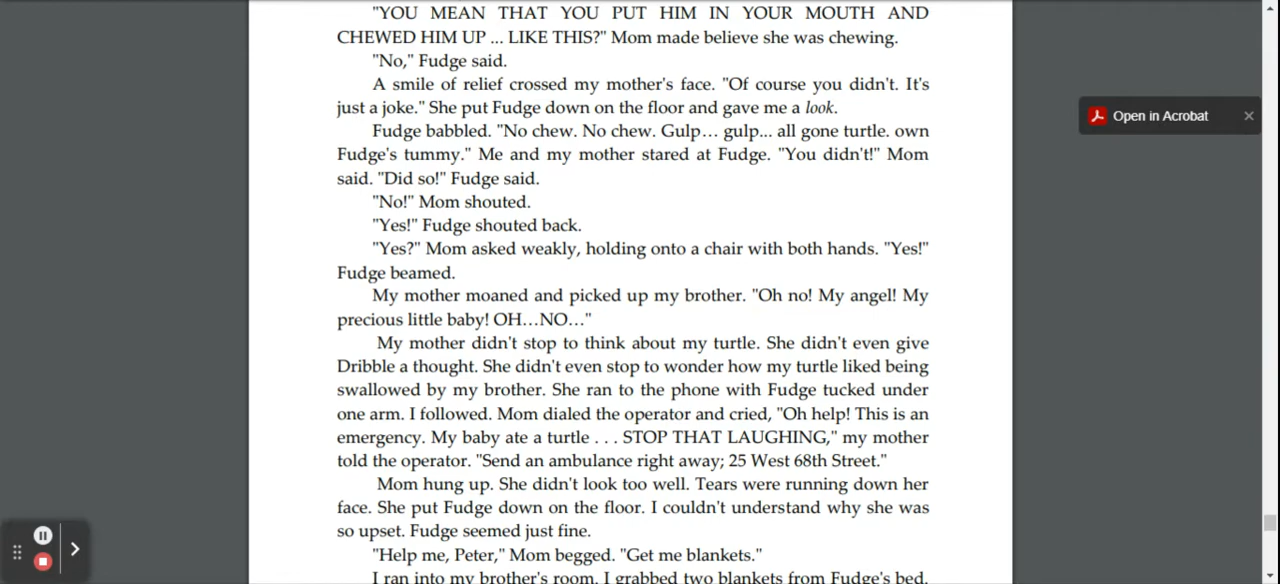 "YOU MEAN THAT YOU PUT HIM IN YOUR MOUTH AND
CHEWED HIM UP ... LIKE THIS?" Mom made believe she was chewing.
"No," Fudge said.
A smile of relief crossed my mother's face. "Of course you didn't. It's
just a joke." She put Fudge down on the floor and gave me a look.
Fudge babbled. "No chew. No chew. Gulp… gulp... all gone turtle. own
Fudge's tummy." Me and my mother stared at Fudge. "You didn't!" Mom
said. "Did so!" Fudge said.
"No!" Mom shouted.
"Yes!" Fudge shouted back.
"Yes?" Mom asked weakly, holding onto a chair with both hands. "Yes!"
Fudge beamed.
My mother moaned and picked up my brother. "Oh no! My angel! My
precious little baby! OH…NO…"
My mother didn't stop to think about my turtle. She didn't even give
Dribble a thought. She didn't even stop to wonder how my turtle liked being
swallowed by my brother. She ran to the phone with Fudge tucked under
one arm. I followed. Mom dialed the operator and cried, "Oh help! This is an
emergency. My baby ate a turtle . . . STOP THAT LAUGHING," my mother
told the operator. "Send an ambulance right away; 25 West 68th Street."
Mom hung up. She didn't look too well. Tears were running down her
face. She put Fudge down on the floor. I couldn't understand why she was
so upset. Fudge seemed just fine.
"Help me, Peter," Mom begged. "Get me blankets."
I ran into my brother's room. I grabbed two blankets from Fudge's bed.
Open in Acrobat